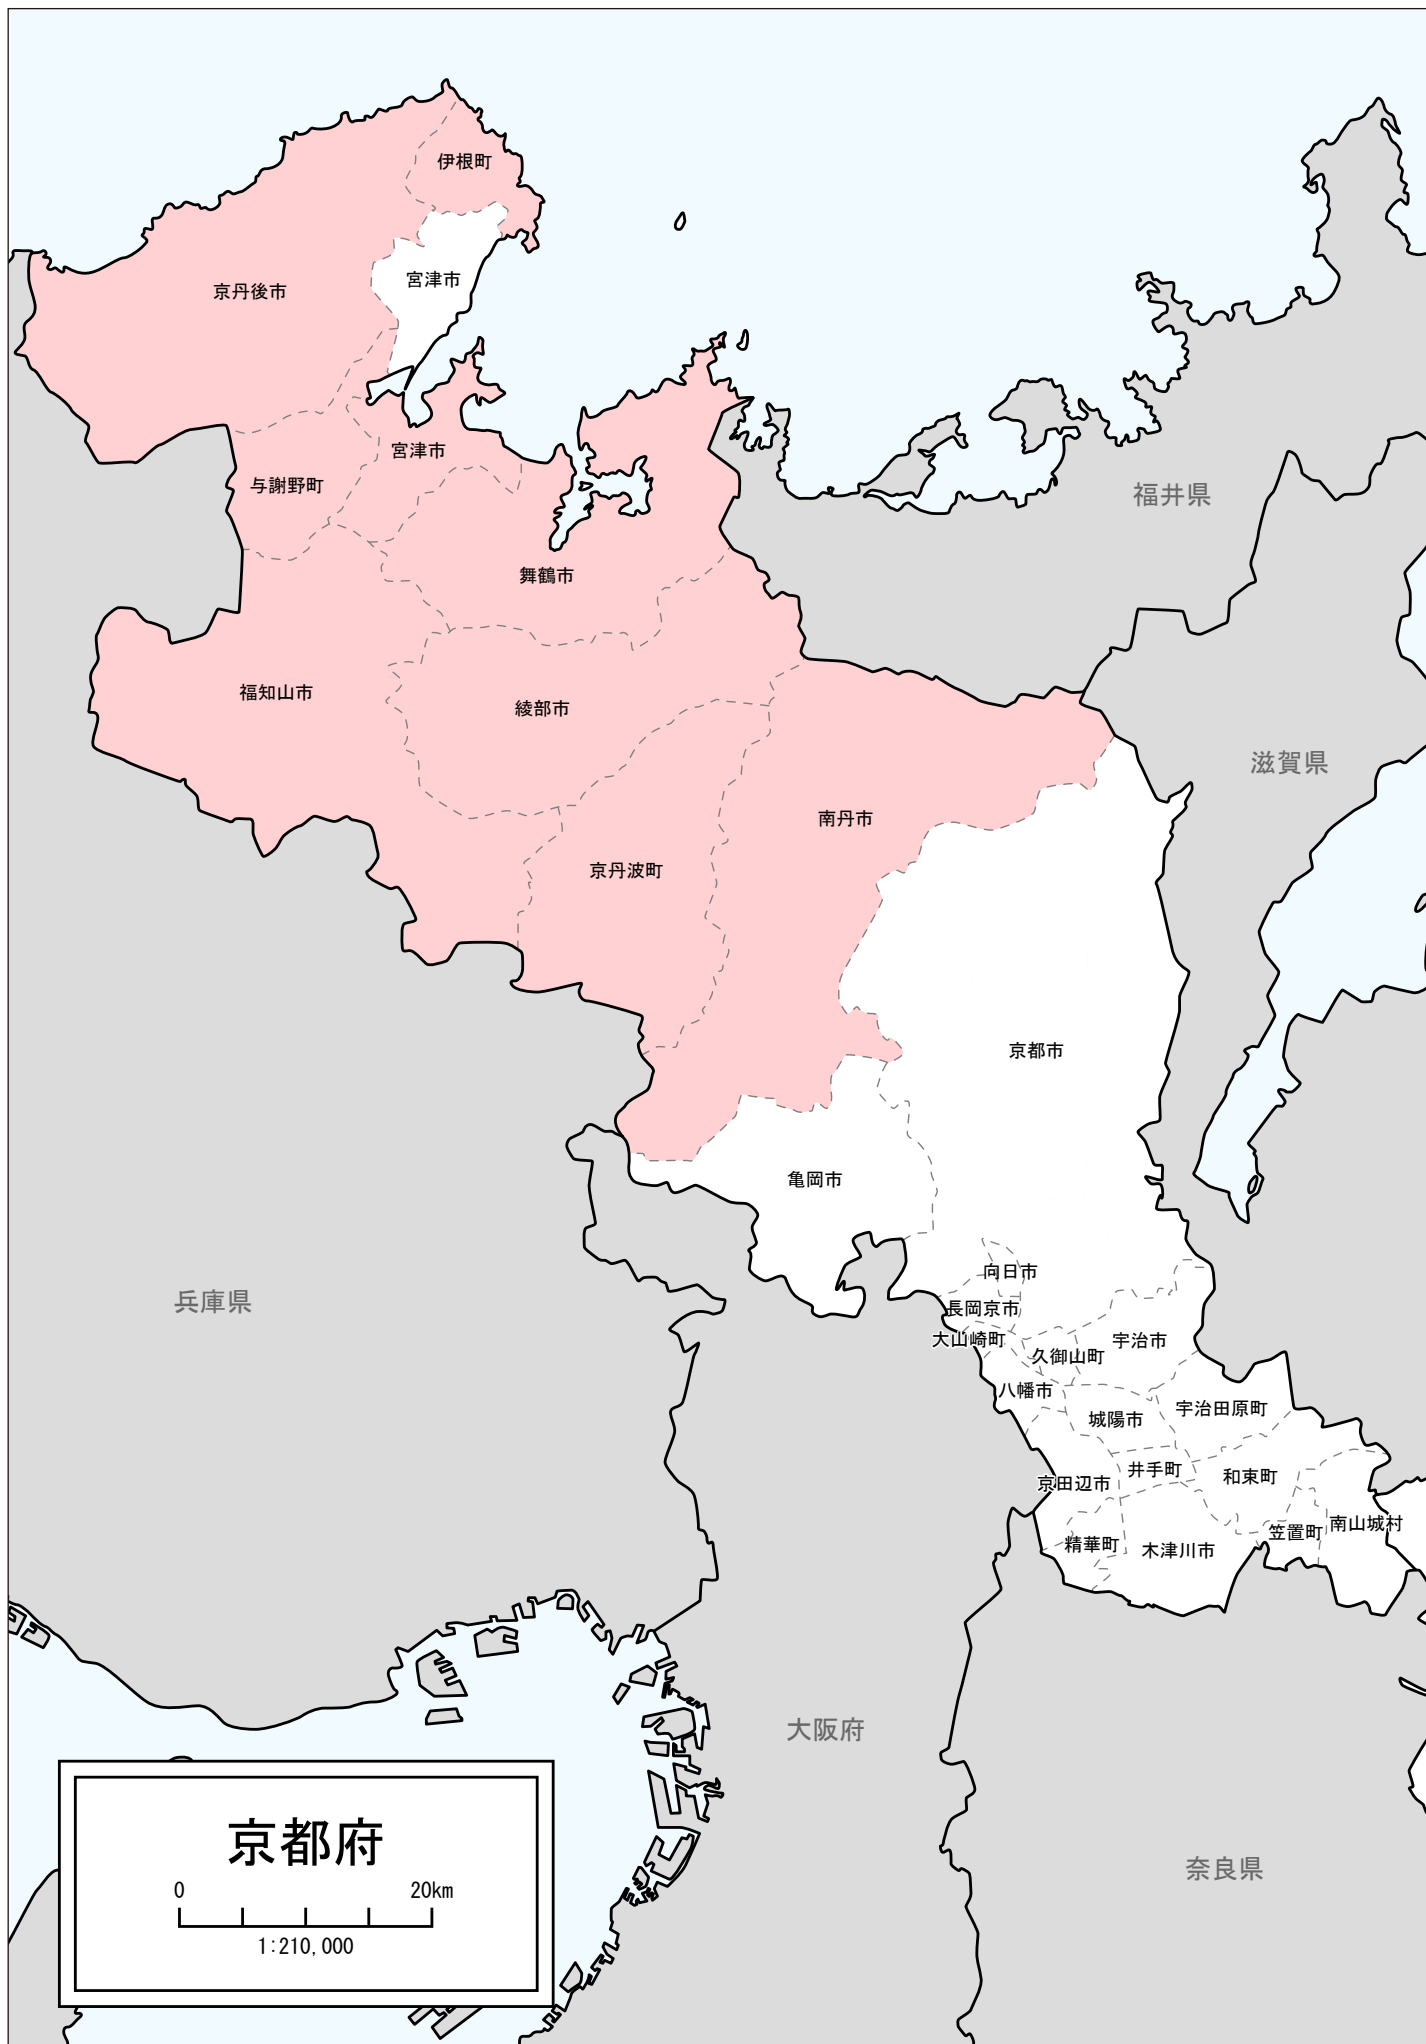 伊根町
宮津市
京丹後市
宮津市
与謝野町
福井県
舞鶴市
福知山市
綾部市
滋賀県
南丹市
京丹波町
京都市
亀岡市
向日市
兵庫県
長岡京市
大山崎町
宇治市
久御山町
八幡市
宇治田原町
城陽市
井手町
和束町
京田辺市
南山城村
笠置町
精華町
木津川市
大阪府
奈良県
京都府
0 20km
1:210,000